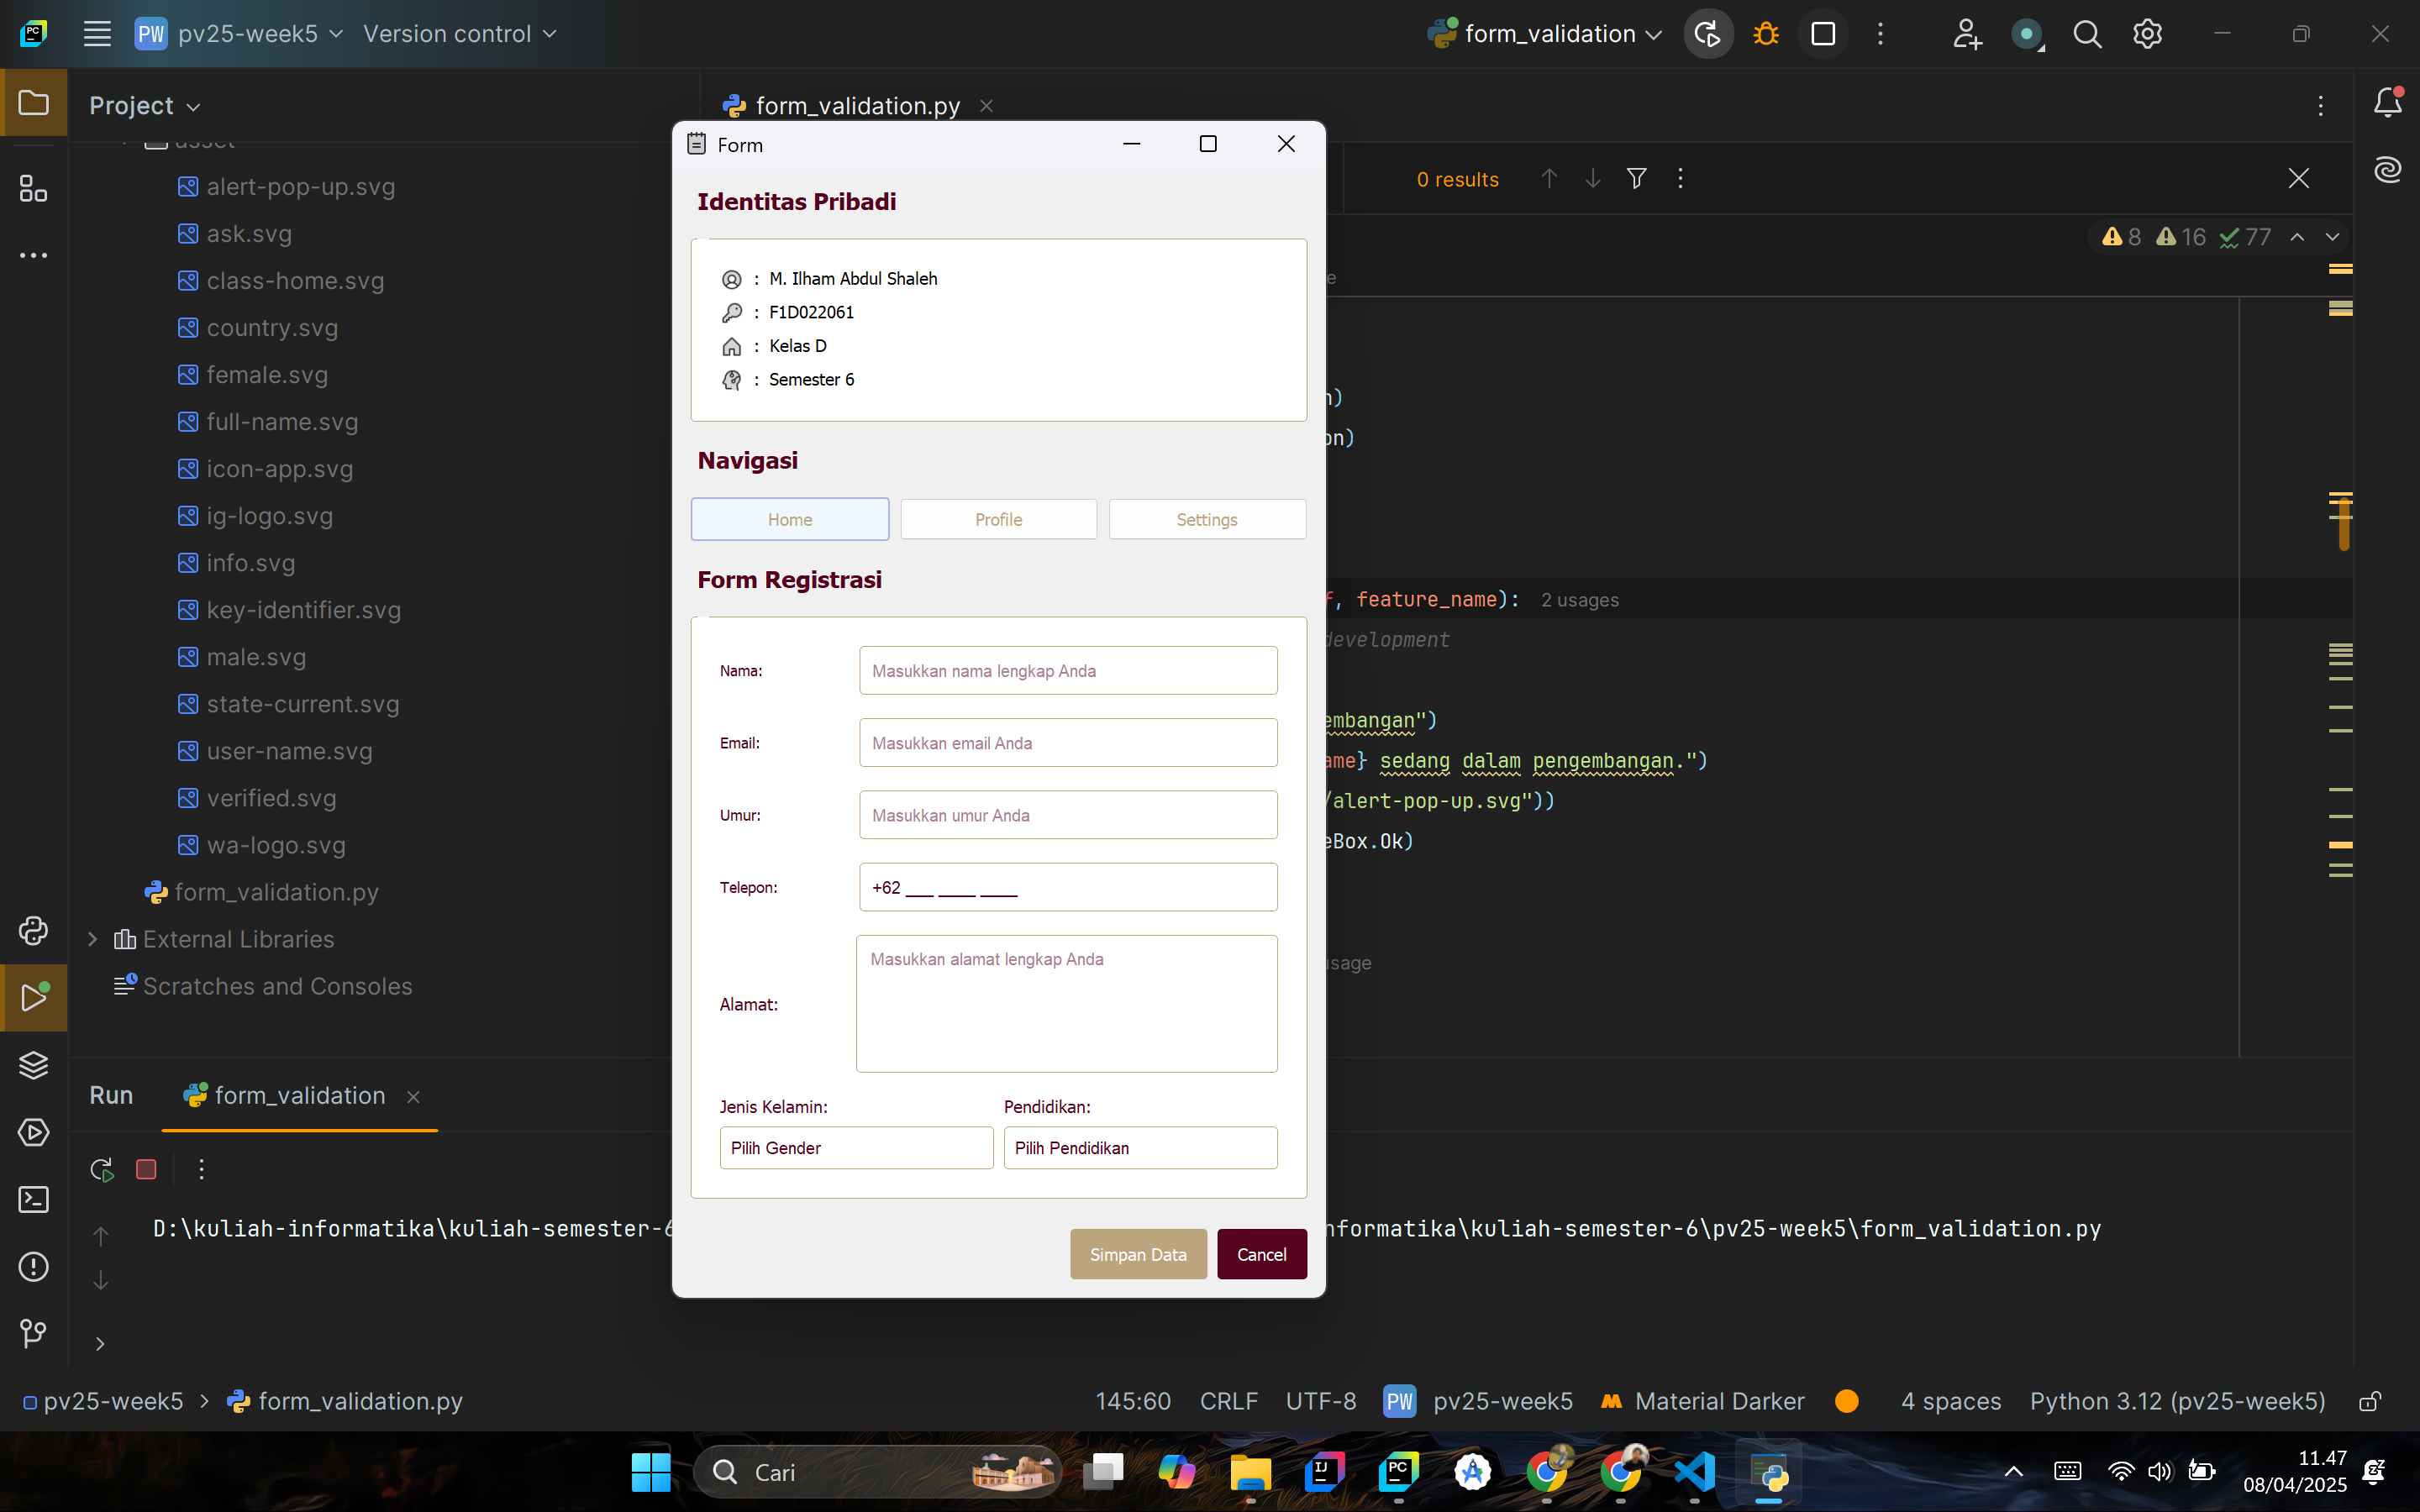 PW pv25-week5 Version control form_validation
Project form_validation.py
asset
alert-pop-up.svg
ask.svg
class-home.svg
country.svg
female.svg
full-name.svg
icon-app.svg
ig-logo.svg
info.svg
key-identifier.svg
male.svg
state-current.svg
user-name.svg
verified.svg
wa-logo.svg
form_validation.py
External Libraries
Scratches and Consoles
0 results
8 16 77
f, feature_name): 2 usages
development
embangan")
ame} sedang dalam pengembangan.")
/alert-pop-up.svg"))
eBox.Ok)
usage
Form
Identitas Pribadi
: M. Ilham Abdul Shaleh
: F1D022061
: Kelas D
: Semester 6
Navigasi
Home Profile Settings
Form Registrasi
Nama: Masukkan nama lengkap Anda
Email: Masukkan email Anda
Umur: Masukkan umur Anda
Telepon: +62 ___ ____ ____
Alamat: Masukkan alamat lengkap Anda
Jenis Kelamin: Pendidikan:
Pilih Gender Pilih Pendidikan
Simpan Data Cancel
Run form_validation
D:\kuliah-informatika\kuliah-semester-6 nformatika\kuliah-semester-6\pv25-week5\form_validation.py
pv25-week5 > form_validation.py 145:60 CRLF UTF-8 PW pv25-week5 Material Darker 4 spaces Python 3.12 (pv25-week5)
Cari
11.47
08/04/2025